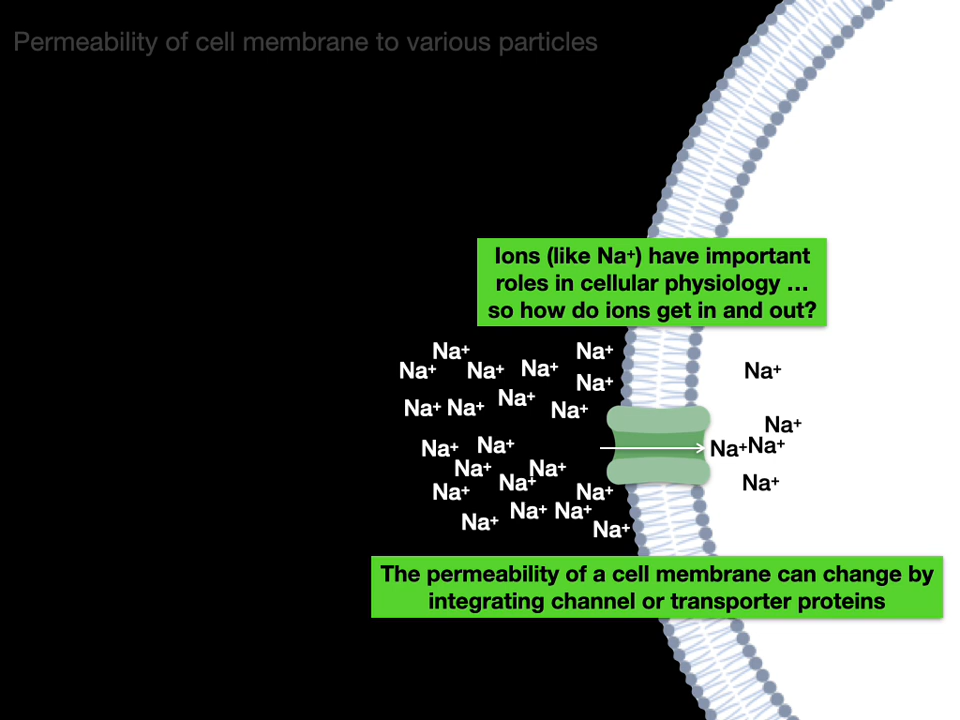 Permeability of cell membrane to various particles
Ions (like Na⁺) have important
roles in cellular physiology …
so how do ions get in and out?
Na⁺ Na⁺
Na⁺ Na⁺ Na⁺ Na⁺
Na⁺
Na⁺ Na⁺ Na⁺ Na⁺
Na⁺
Na⁺ Na⁺ Na⁺Na⁺
Na⁺ Na⁺
Na⁺ Na⁺
Na⁺ Na⁺
Na⁺ Na⁺ Na⁺
Na⁺
The permeability of a cell membrane can change by
integrating channel or transporter proteins